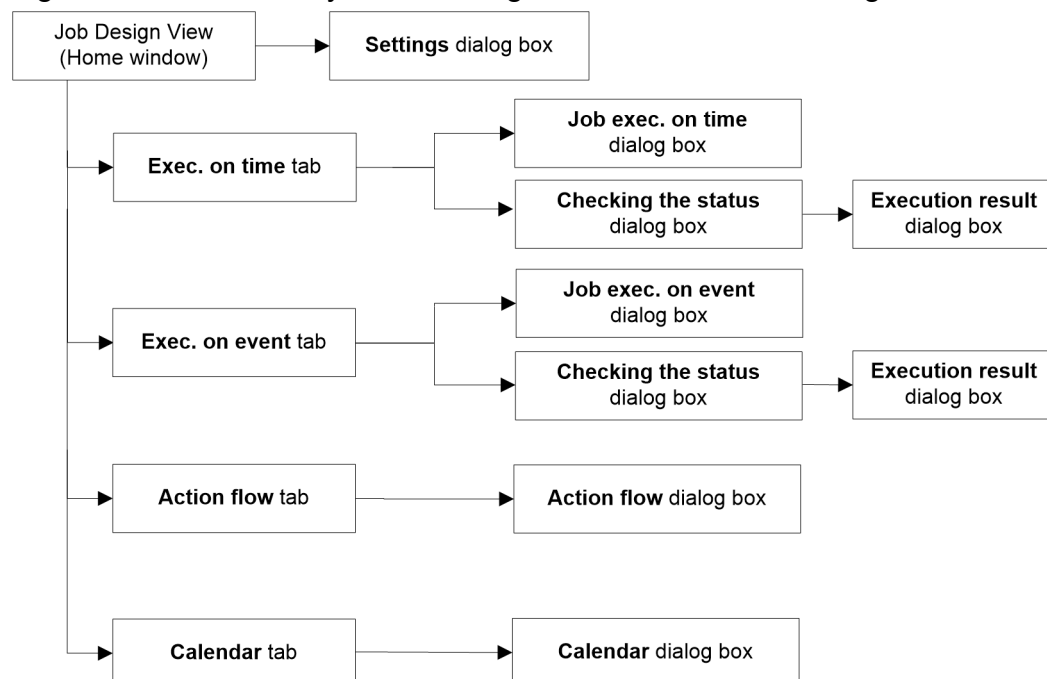 Job Design View
(Home window)
Settings dialog box
Exec. on time tab
Job exec. on time
dialog box
Checking the status
dialog box
Execution result
dialog box
Exec. on event tab
Job exec. on event
dialog box
Checking the status
dialog box
Execution result
dialog box
Action flow tab
Action flow dialog box
Calendar tab
Calendar dialog box